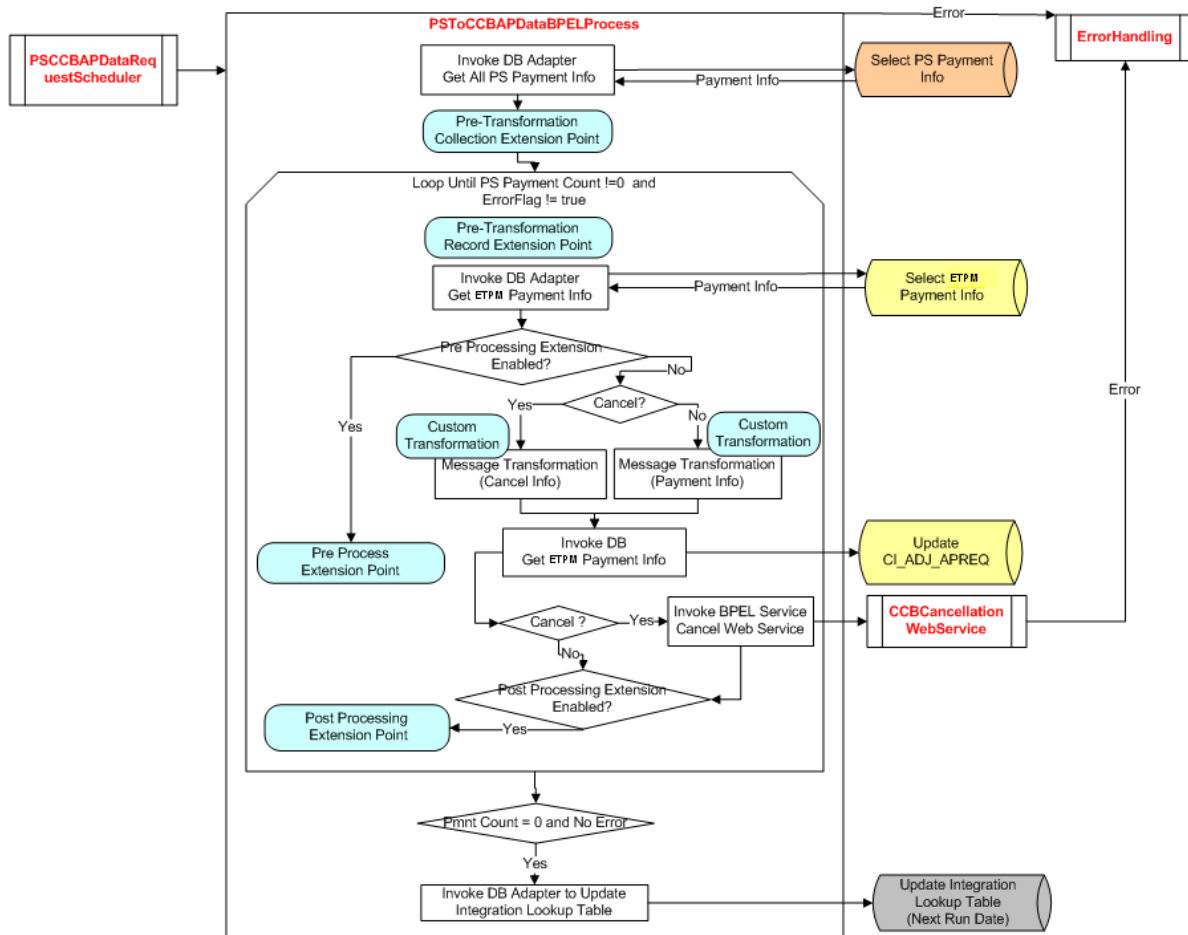 PSToCCBAPDataBPELProcess
Error
PSCCBAPDataReq
uestScheduler
ErrorHandling
Invoke DB Adapter
Get All PS Payment Info
Payment Info
Select PS Payment
Info
Pre-Transformation
Collection Extension Point
Loop Until PS Payment Count !=0 and
ErrorFlag != true
Pre-Transformation
Record Extension Point
Invoke DB Adapter
Get ETPM Payment Info
Payment Info
Select ETPM
Payment Info
Pre Processing Extension
Enabled?
No
Error
Cancel?
Yes
No
Yes
Custom
Transformation
Custom
Transformation
Message Transformation
(Cancel Info)
Message Transformation
(Payment Info)
Pre Process
Extension Point
Invoke DB
Get ETPM Payment Info
Update
CI_ADJ_APREQ
Cancel ?
Yes
Invoke BPEL Service
Cancel Web Service
CCBCancellation
WebService
No
Post Processing Extension
Enabled?
Post Processing
Extension Point
Yes
Pmnt Count = 0 and No Error
Yes
Invoke DB Adapter to Update
Integration Lookup Table
Update Integration
Lookup Table
(Next Run Date)